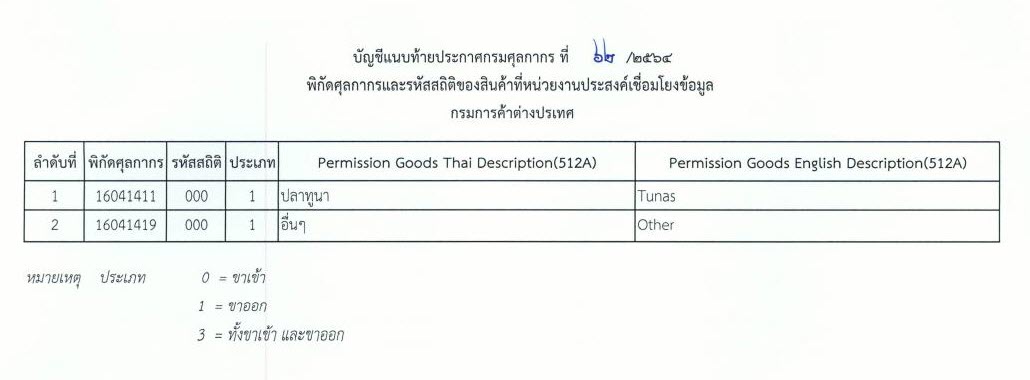 บัญชีแนบท้ายประกาศกรมศุลกากร ที่ ๖๒ /๒๕๖๔
พิกัดศุลกากรและรหัสสถิติของสินค้าที่หน่วยงานประสงค์เชื่อมโยงข้อมูล
กรมการค้าต่างประเทศ
ลำดับที่ พิกัดศุลกากร รหัสสถิติ ประเภท Permission Goods Thai Description(512A) Permission Goods English Description(512A)
1 16041411 000 1 ปลาทูนา Tunas
2 16041419 000 1 อื่นๆ Other
หมายเหตุ ประเภท 0 = ขาเข้า
1 = ขาออก
3 = ทั้งขาเข้า และขาออก